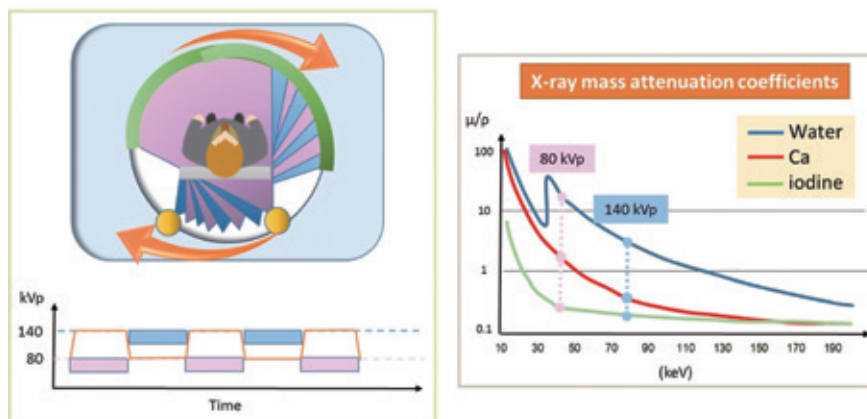 kVp
140
80
Time
X-ray mass attenuation coefficients
μ/ρ
100
10
1
0.1
80 kVp
140 kVp
Water
Ca
iodine
10 30 50 70 90 110 130 150 170 190
(keV)